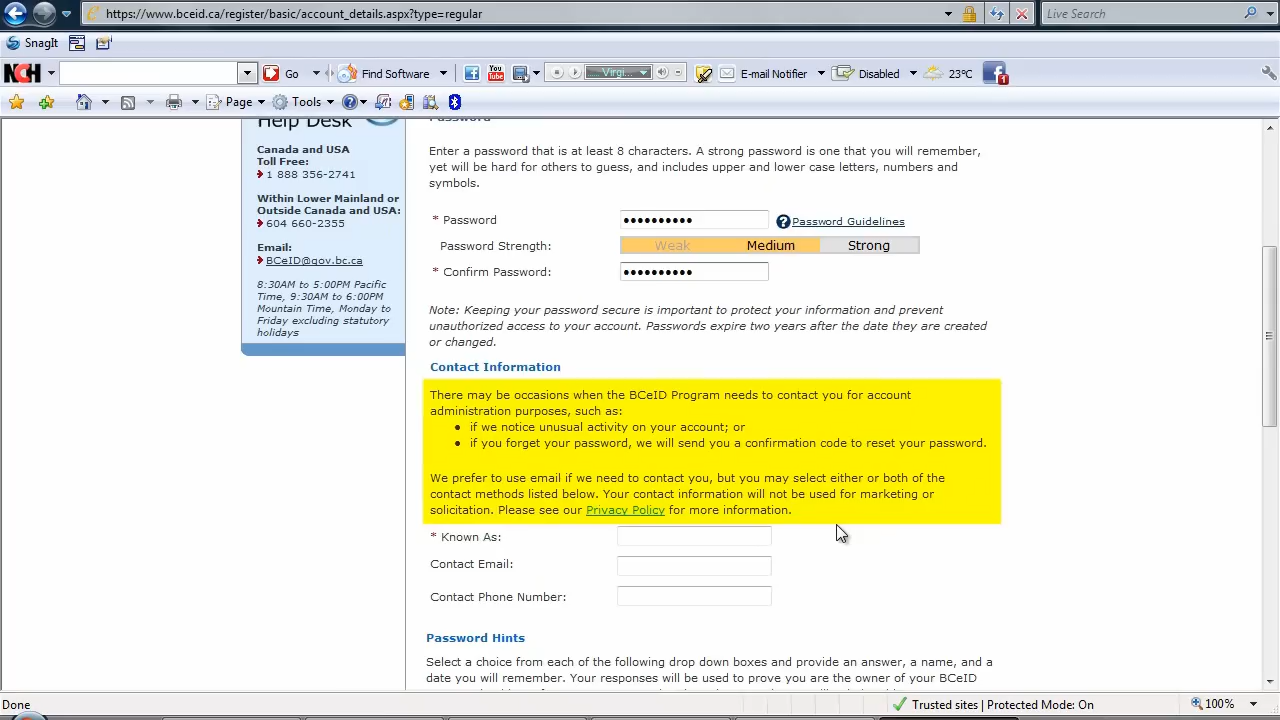 https://www.bceid.ca/register/basic/account_details.aspx?type=regular
Live Search
SnagIt
NCH
Go
Find Software
You Tube
Virgi...
E-mail Notifier
Disabled
23°C
1
Page
Tools
Help Desk
Canada and USA
Toll Free:
1 888 356-2741
Within Lower Mainland or
Outside Canada and USA:
604 660-2355
Email:
BCeID@gov.bc.ca
8:30AM to 5:00PM Pacific
Time, 9:30AM to 6:00PM
Mountain Time, Monday to
Friday excluding statutory
holidays
Password
Enter a password that is at least 8 characters. A strong password is one that you will remember,
yet will be hard for others to guess, and includes upper and lower case letters, numbers and
symbols.
* Password ●●●●●●●●●● Password Guidelines
Password Strength: Weak Medium Strong
* Confirm Password: ●●●●●●●●●●
Note: Keeping your password secure is important to protect your information and prevent
unauthorized access to your account. Passwords expire two years after the date they are created
or changed.
Contact Information
There may be occasions when the BCeID Program needs to contact you for account
administration purposes, such as:
• if we notice unusual activity on your account; or
• if you forget your password, we will send you a confirmation code to reset your password.
We prefer to use email if we need to contact you, but you may select either or both of the
contact methods listed below. Your contact information will not be used for marketing or
solicitation. Please see our Privacy Policy for more information.
* Known As:
Contact Email:
Contact Phone Number:
Password Hints
Select a choice from each of the following drop down boxes and provide an answer, a name, and a
date you will remember. Your responses will be used to prove you are the owner of your BCeID
Done
Trusted sites | Protected Mode: On
100%